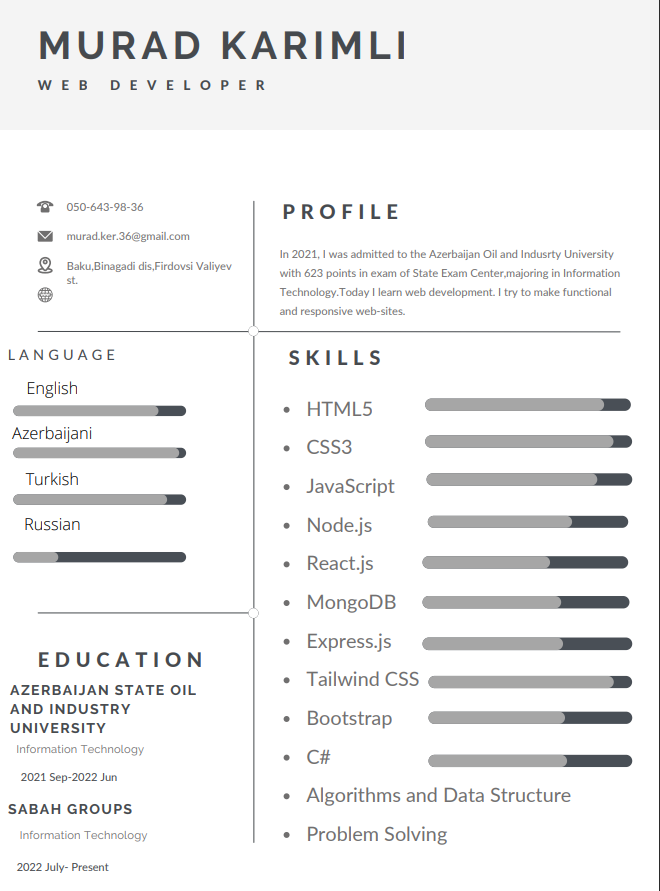 MURAD KARIMLI
WEB DEVELOPER
050-643-98-36
murad.ker.36@gmail.com
Baku,Binagadi dis,Firdovsi Valiyev
st.
PROFILE
In 2021, I was admitted to the Azerbaijan Oil and Indusrty University
with 623 points in exam of State Exam Center,majoring in Information
Technology.Today I learn web development. I try to make functional
and responsive web-sites.
LANGUAGE
English
Azerbaijani
Turkish
Russian
SKILLS
• HTML5
• CSS3
• JavaScript
• Node.js
• React.js
• MongoDB
• Express.js
• Tailwind CSS
• Bootstrap
• C#
• Algorithms and Data Structure
• Problem Solving
EDUCATION
AZERBAIJAN STATE OIL
AND INDUSTRY
UNIVERSITY
Information Technology
2021 Sep-2022 Jun
SABAH GROUPS
Information Technology
2022 July- Present